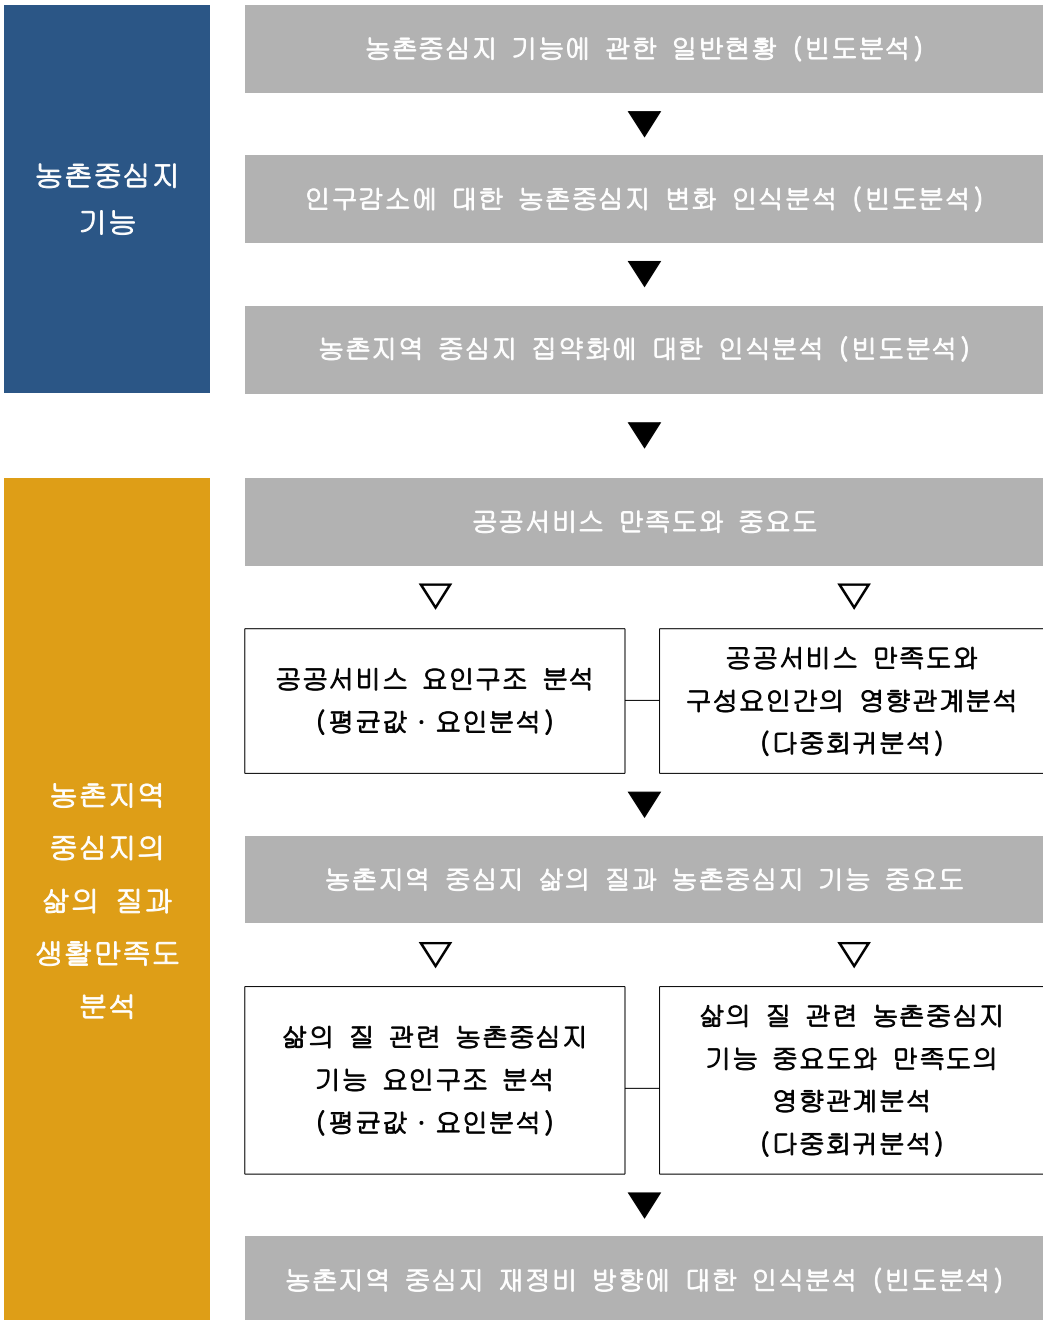 농촌중심지
기능
농촌중심지 기능에 관한 일반현황 (빈도분석)
인구감소에 대한 농촌중심지 변화 인식분석 (빈도분석)
농촌지역 중심지 집약화에 대한 인식분석 (빈도분석)
농촌지역
중심지의
삶의 질과
생활만족도
분석
공공서비스 만족도와 중요도
공공서비스 요인구조 분석
(평균값 · 요인분석)
공공서비스 만족도와
구성요인간의 영향관계분석
(다중회귀분석)
농촌지역 중심지 삶의 질과 농촌중심지 기능 중요도
삶의 질 관련 농촌중심지
기능 요인구조 분석
(평균값 · 요인분석)
삶의 질 관련 농촌중심지
기능 중요도와 만족도의
영향관계분석
(다중회귀분석)
농촌지역 중심지 재정비 방향에 대한 인식분석 (빈도분석)